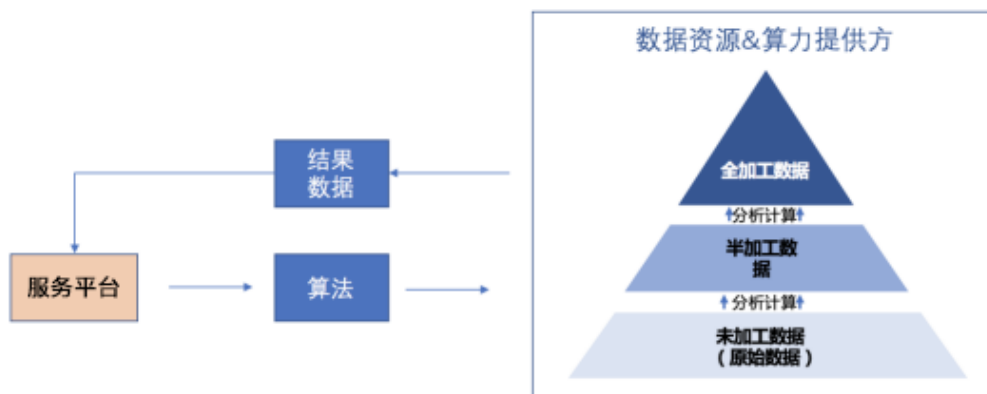 数据资源&算力提供方
结果
数据
全加工数据
分析计算
半加工数
据
服务平台
算法
分析计算
未加工数据
（原始数据）